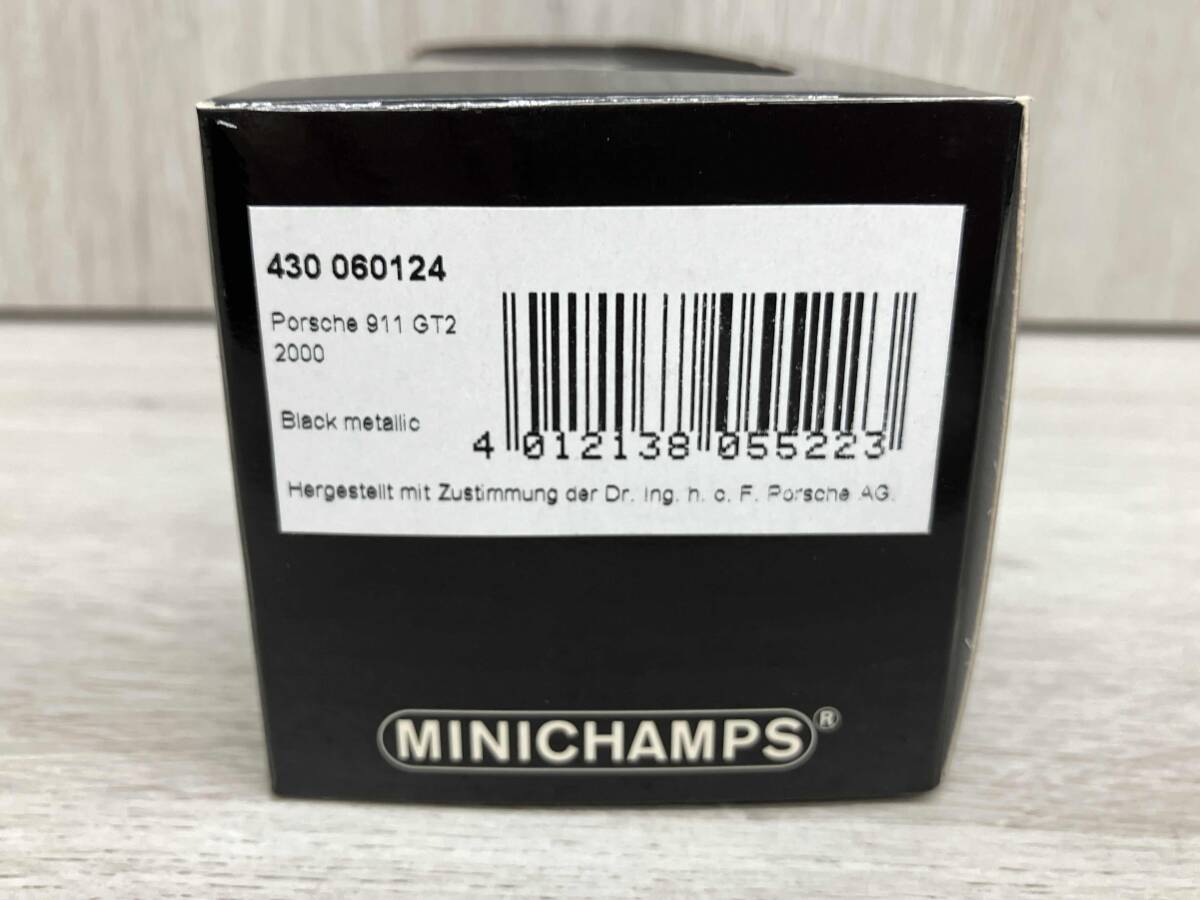 430 060124
Porsche 911 GT2
2000
Black metallic
4 012138 055223
Hergestellt mit Zustimmung der Dr. Ing. h. c. F. Porsche AG.
MINICHAMPS®